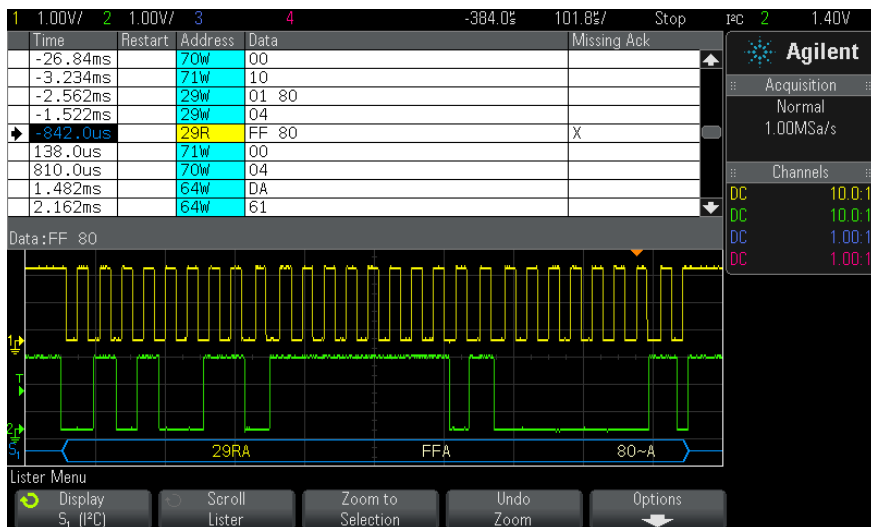 1 1.00V/ 2 1.00V/ 3 4 -384.0us 101.8us/ Stop I²C 2 1.40V
Time Restart Address Data Missing Ack
-26.84ms 70W 00
-3.234ms 71W 10
-2.562ms 29W 01 80
-1.522ms 29W 04
-842.0us 29R FF 80 X
138.0us 71W 00
810.0us 70W 04
1.482ms 64W DA
2.162ms 64W 61
Data:FF 80
Agilent
Acquisition
Normal
1.00MSa/s
Channels
DC 10.0:1
DC 10.0:1
DC 1.00:1
DC 1.00:1
1
T
2
S1 29RA FFA 80~A
Lister Menu
Display
S1 (I²C)
Scroll
Lister
Zoom to
Selection
Undo
Zoom
Options